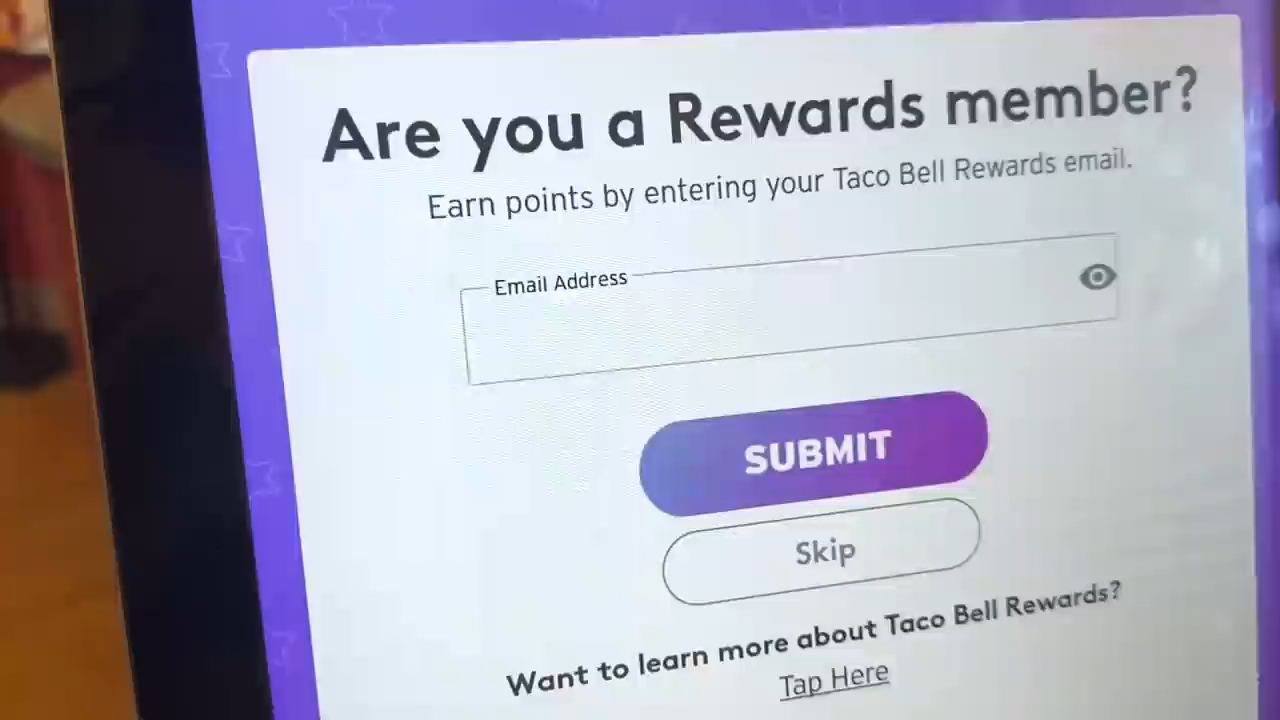 Are you a Rewards member?
Earn points by entering your Taco Bell Rewards email.
Email Address
SUBMIT
Skip
Want to learn more about Taco Bell Rewards?
Tap Here